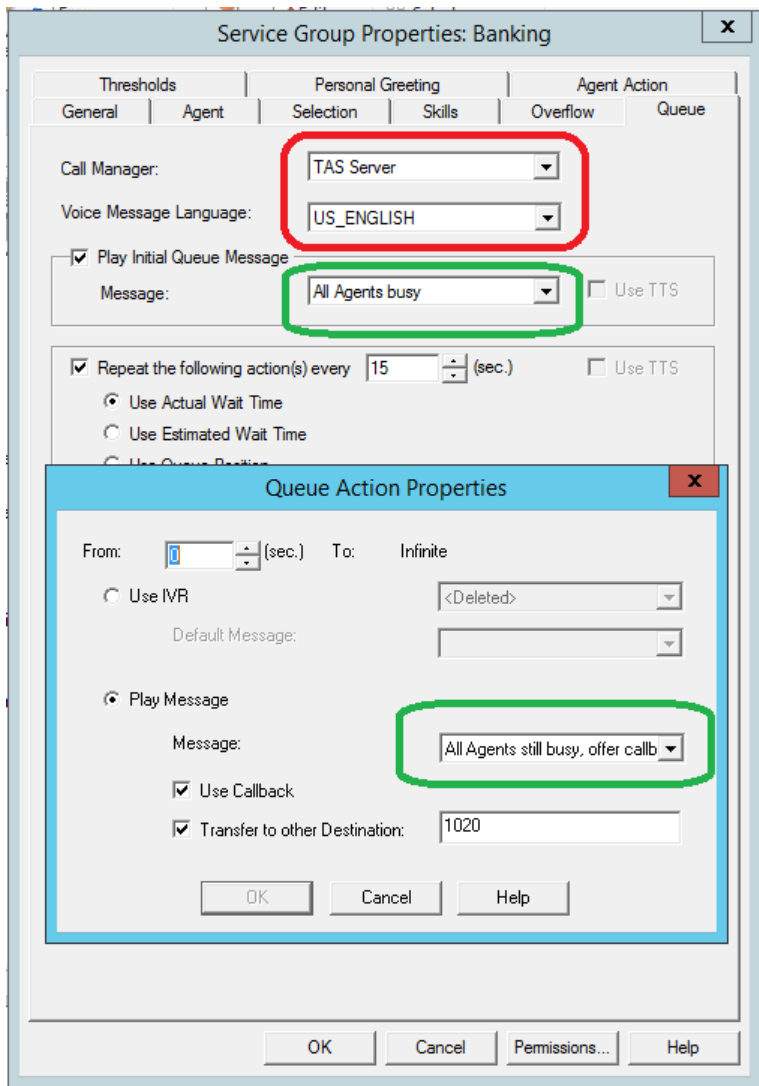 Service Group Properties: Banking
x
Thresholds Personal Greeting Agent Action
General Agent Selection Skills Overflow Queue
Call Manager: TAS Server
Voice Message Language: US_ENGLISH
Play Initial Queue Message
Message: All Agents busy Use TTS
Repeat the following action(s) every 15 (sec.) Use TTS
Use Actual Wait Time
Use Estimated Wait Time
Use Queue Position
Queue Action Properties
x
From: 0 (sec.) To: Infinite
Use IVR <Deleted>
Default Message:
Play Message
Message: All Agents still busy, offer callb
Use Callback
Transfer to other Destination: 1020
OK Cancel Help
OK Cancel Permissions... Help